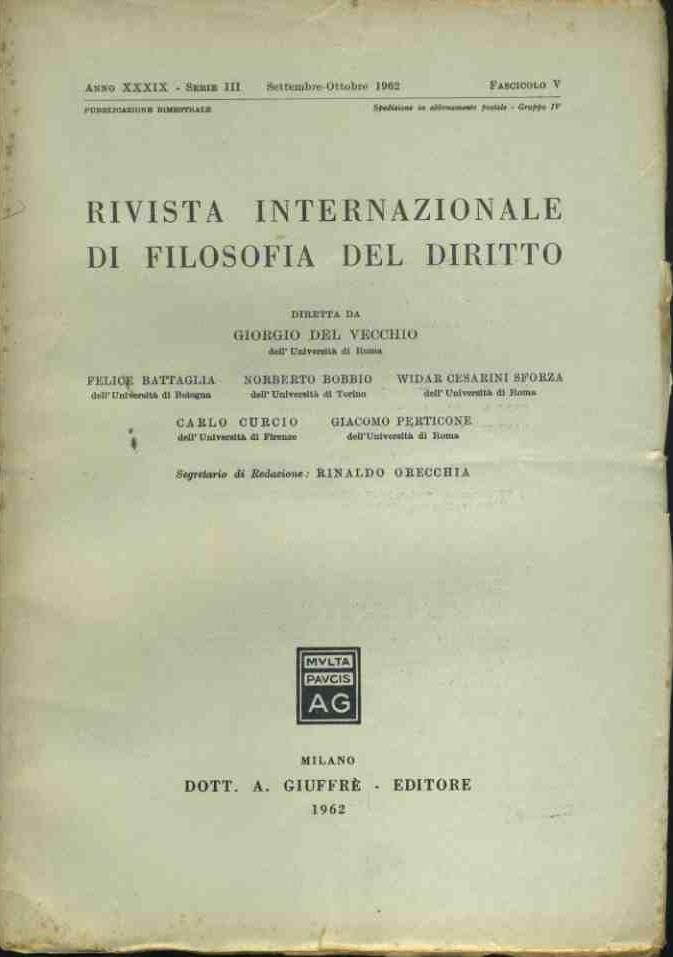 ANNO XXXIX - SERIE III Settembre-Ottobre 1962 FASCICOLO V
PUBBLICAZIONE BIMESTRALE Spedizione in abbonamento postale - Gruppo IV
RIVISTA INTERNAZIONALE
DI FILOSOFIA DEL DIRITTO
DIRETTA DA
GIORGIO DEL VECCHIO
dell' Università di Roma
FELICE BATTAGLIA NORBERTO BOBBIO WIDAR CESARINI SFORZA
dell' Università di Bologna dell' Università di Torino dell' Università di Roma
CARLO CURCIO GIACOMO PERTICONE
dell' Università di Firenze dell'Università di Roma
Segretario di Redazione: RINALDO ORECCHIA
MVLTA
PAVCIS
AG
MILANO
DOTT. A. GIUFFRÈ - EDITORE
1962